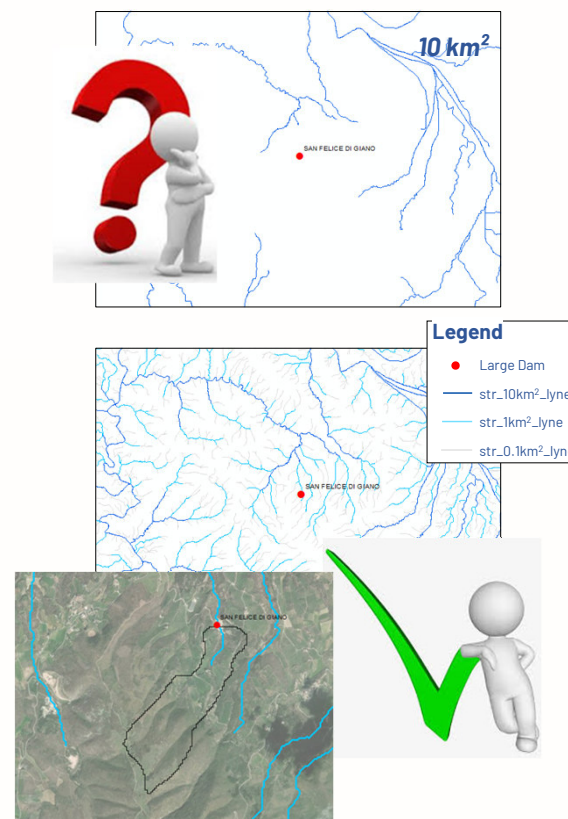 10 km²
SAN FELICE DI GIANO
Legend
Large Dam
str_10km²_lyne
str_1km²_lyne
str_0.1km²_lyn
SAN FELICE DI GIANO
SAN FELICE DI GIANO